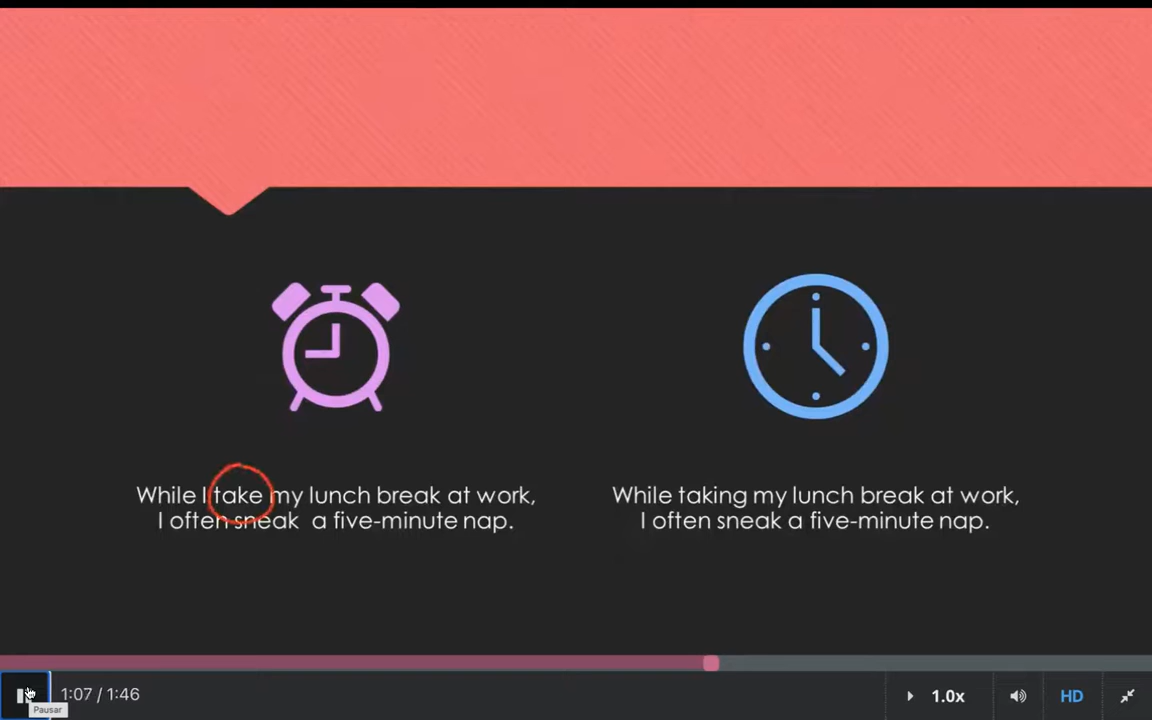 While I take my lunch break at work,
I often sneak a five-minute nap.
While taking my lunch break at work,
I often sneak a five-minute nap.
1:07 / 1:46
Pausar
1.0x
HD